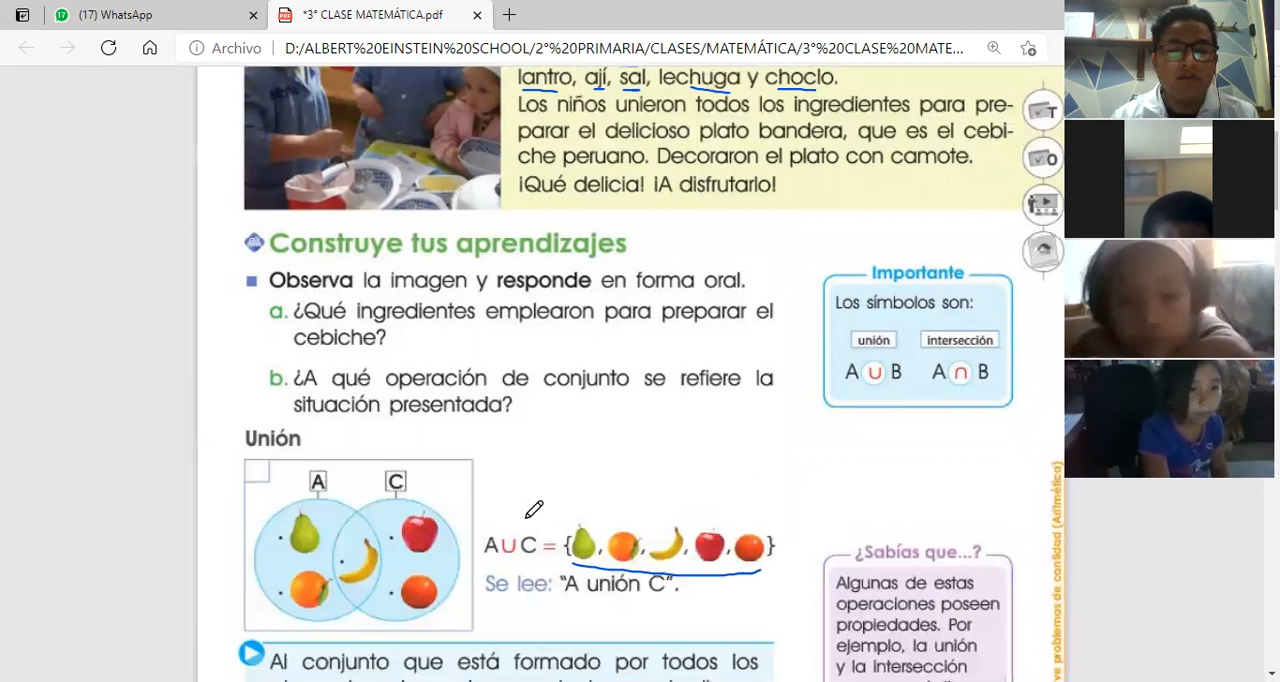 (17) WhatsApp
*3° CLASE MATEMÁTICA.pdf
Archivo
D:/ALBERT%20EINSTEIN%20SCHOOL/2°%20PRIMARIA/CLASES/MATEMÁTICA/3°%20CLASE%20MATE...
lantro, ají, sal, lechuga y choclo.
Los niños unieron todos los ingredientes para pre-
parar el delicioso plato bandera, que es el cebi-
che peruano. Decoraron el plato con camote.
¡Qué delicia! ¡A disfrutarlo!
T
O
Construye tus aprendizajes
Observa la imagen y responde en forma oral.
a. ¿Qué ingredientes emplearon para preparar el
cebiche?
b. ¿A qué operación de conjunto se refiere la
situación presentada?
Importante
Los símbolos son:
unión intersección
A ∪ B A ∩ B
Unión
A C
A ∪ C = { , , , , }
Se lee: “A unión C”.
Al conjunto que está formado por todos los
¿Sabías que...?
Algunas de estas
operaciones poseen
propiedades. Por
ejemplo, la unión
y la intersección
ve problemas de cantidad (Aritmética)